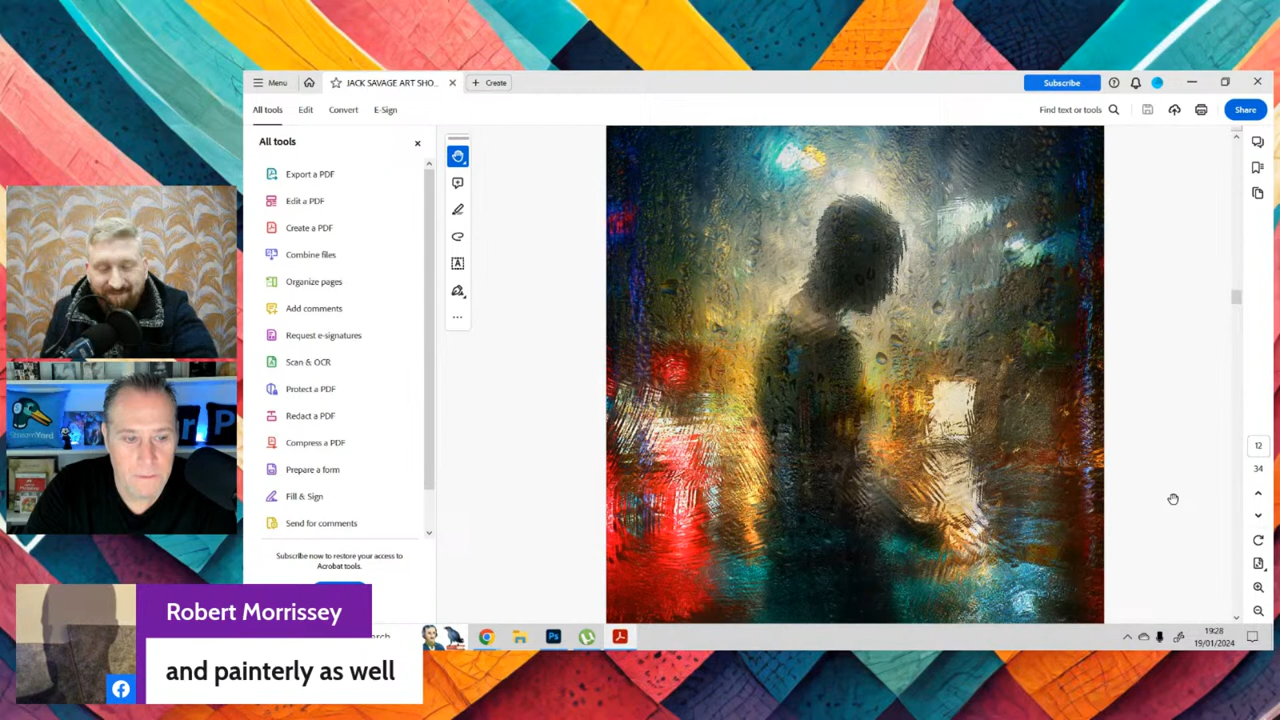 Menu
JACK SAVAGE ART SHO...
Create
Subscribe
All tools
Edit
Convert
E-Sign
Find text or tools
Share
All tools
Export a PDF
Edit a PDF
Create a PDF
Combine files
Organize pages
Add comments
Request e-signatures
Scan & OCR
Protect a PDF
Redact a PDF
Compress a PDF
Prepare a form
Fill & Sign
Send for comments
Subscribe now to restore your access to
Acrobat tools.
12
34
StreamYard
Ps
19:28
19/01/2024
Robert Morrissey
and painterly as well